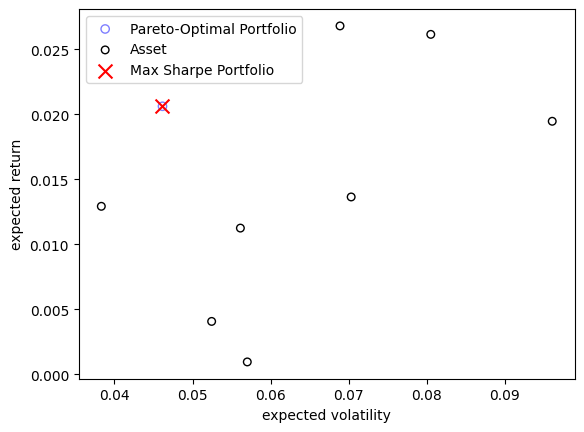 Pareto-Optimal Portfolio
Asset
Max Sharpe Portfolio
0.025
0.020
0.015
0.010
0.005
0.000
expected return
0.04 0.05 0.06 0.07 0.08 0.09
expected volatility